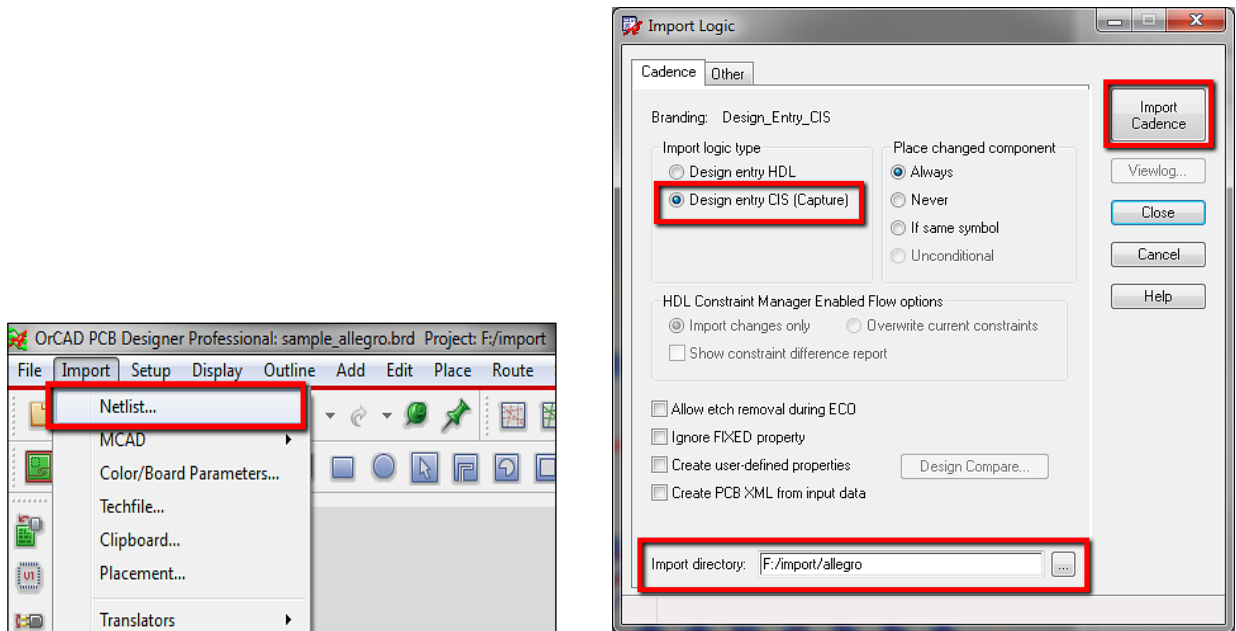 OrCAD PCB Designer Professional: sample_allegro.brd Project: F:/import
File Import Setup Display Outline Add Edit Place Route
Netlist...
MCAD
Color/Board Parameters...
Techfile...
Clipboard...
Placement...
Translators
U1
Import Logic
Cadence Other
Branding: Design_Entry_CIS
Import logic type
Design entry HDL
Design entry CIS (Capture)
Place changed component
Always
Never
If same symbol
Unconditional
HDL Constraint Manager Enabled Flow options
Import changes only Overwrite current constraints
Show constraint difference report
Allow etch removal during ECO
Ignore FIXED property
Create user-defined properties Design Compare...
Create PCB XML from input data
Import directory: F:/import/allegro ...
Import
Cadence
Viewlog...
Close
Cancel
Help